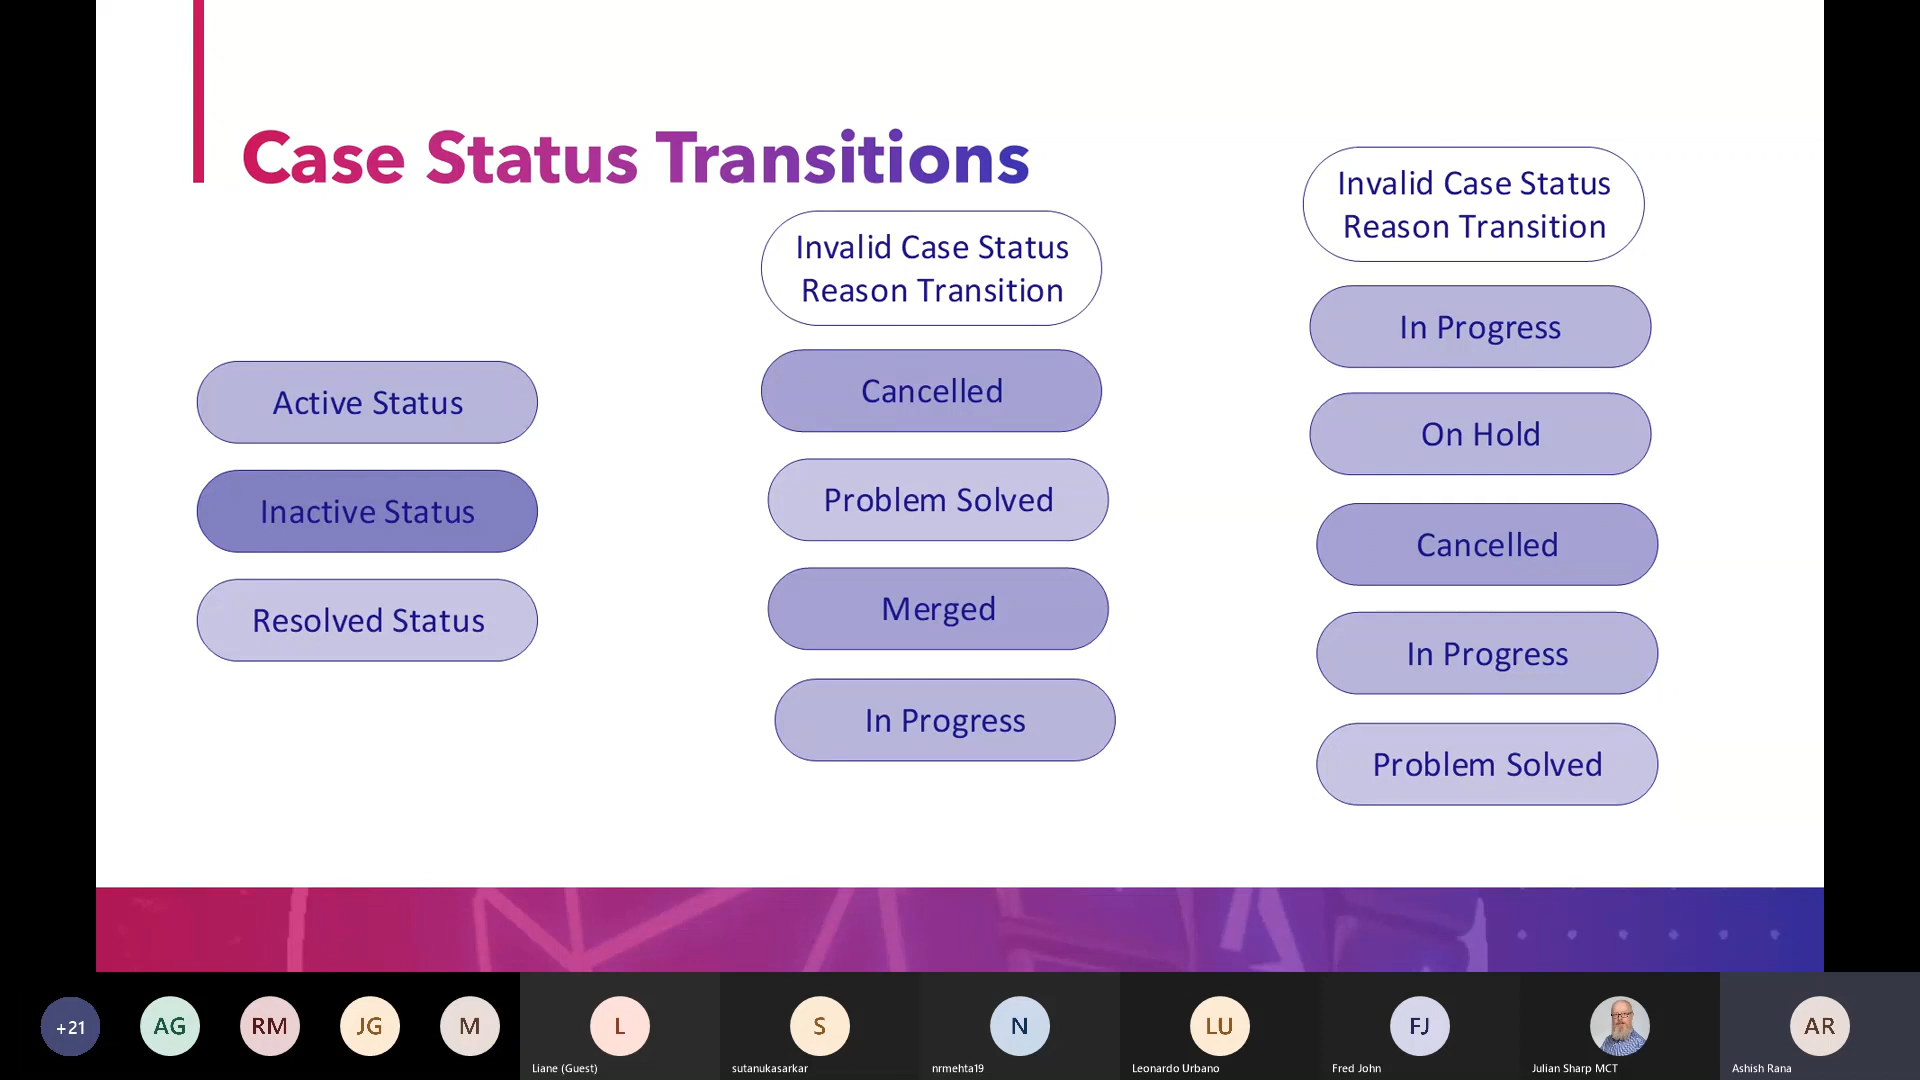 Case Status Transitions
Active Status
Inactive Status
Resolved Status
Invalid Case Status
Reason Transition
Cancelled
Problem Solved
Merged
In Progress
Invalid Case Status
Reason Transition
In Progress
On Hold
Cancelled
In Progress
Problem Solved
+21
AG
RM
JG
M
L
S
N
LU
FJ
AR
Liane (Guest)
sutanukasarkar
nrmehta19
Leonardo Urbano
Fred John
Julian Sharp MCT
Ashish Rana